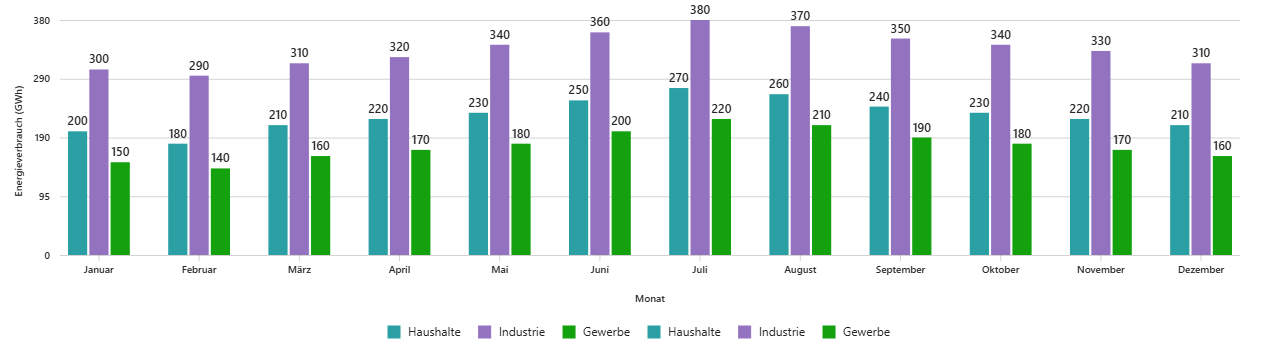 380
290
190
95
0
Energieverbrauch (GWh)
200 300 150
180 290 140
210 310 160
220 320 170
230 340 180
250 360 200
270 380 220
260 370 210
240 350 190
230 340 180
220 330 170
210 310 160
Januar Februar März April Mai Juni Juli August September Oktober November Dezember
Monat
Haushalte Industrie Gewerbe Haushalte Industrie Gewerbe